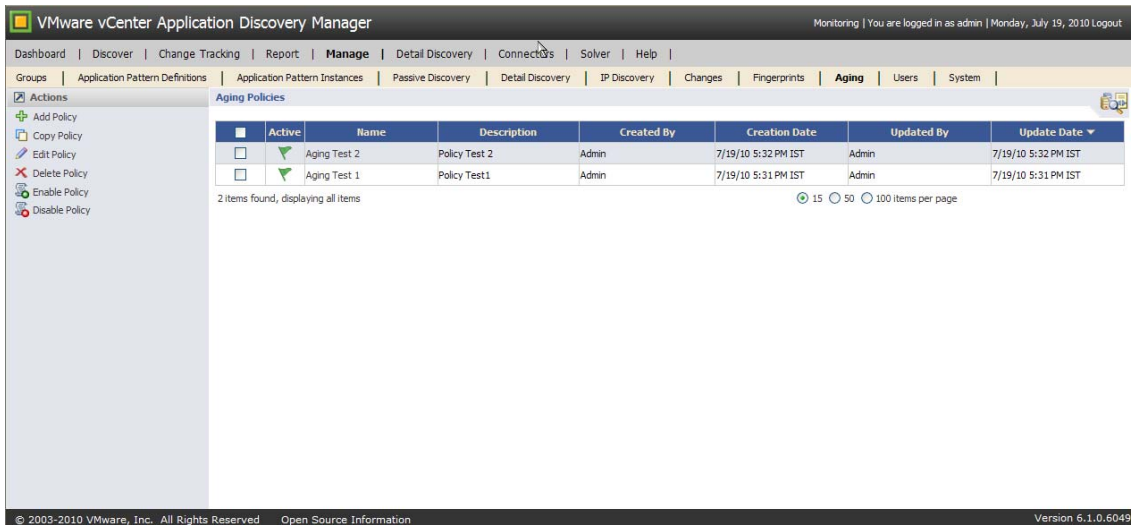 VMware vCenter Application Discovery Manager
Monitoring | You are logged in as admin | Monday, July 19, 2010 Logout
Dashboard | Discover | Change Tracking | Report | Manage | Detail Discovery | Connectors | Solver | Help |
Groups | Application Pattern Definitions | Application Pattern Instances | Passive Discovery | Detail Discovery | IP Discovery | Changes | Fingerprints | Aging | Users | System |
Actions
Add Policy
Copy Policy
Edit Policy
Delete Policy
Enable Policy
Disable Policy
Aging Policies
Active Name Description Created By Creation Date Updated By Update Date
Aging Test 2 Policy Test 2 Admin 7/19/10 5:32 PM IST Admin 7/19/10 5:32 PM IST
Aging Test 1 Policy Test1 Admin 7/19/10 5:31 PM IST Admin 7/19/10 5:31 PM IST
2 items found, displaying all items 15 50 100 items per page
© 2003-2010 VMware, Inc. All Rights Reserved Open Source Information Version 6.1.0.6049